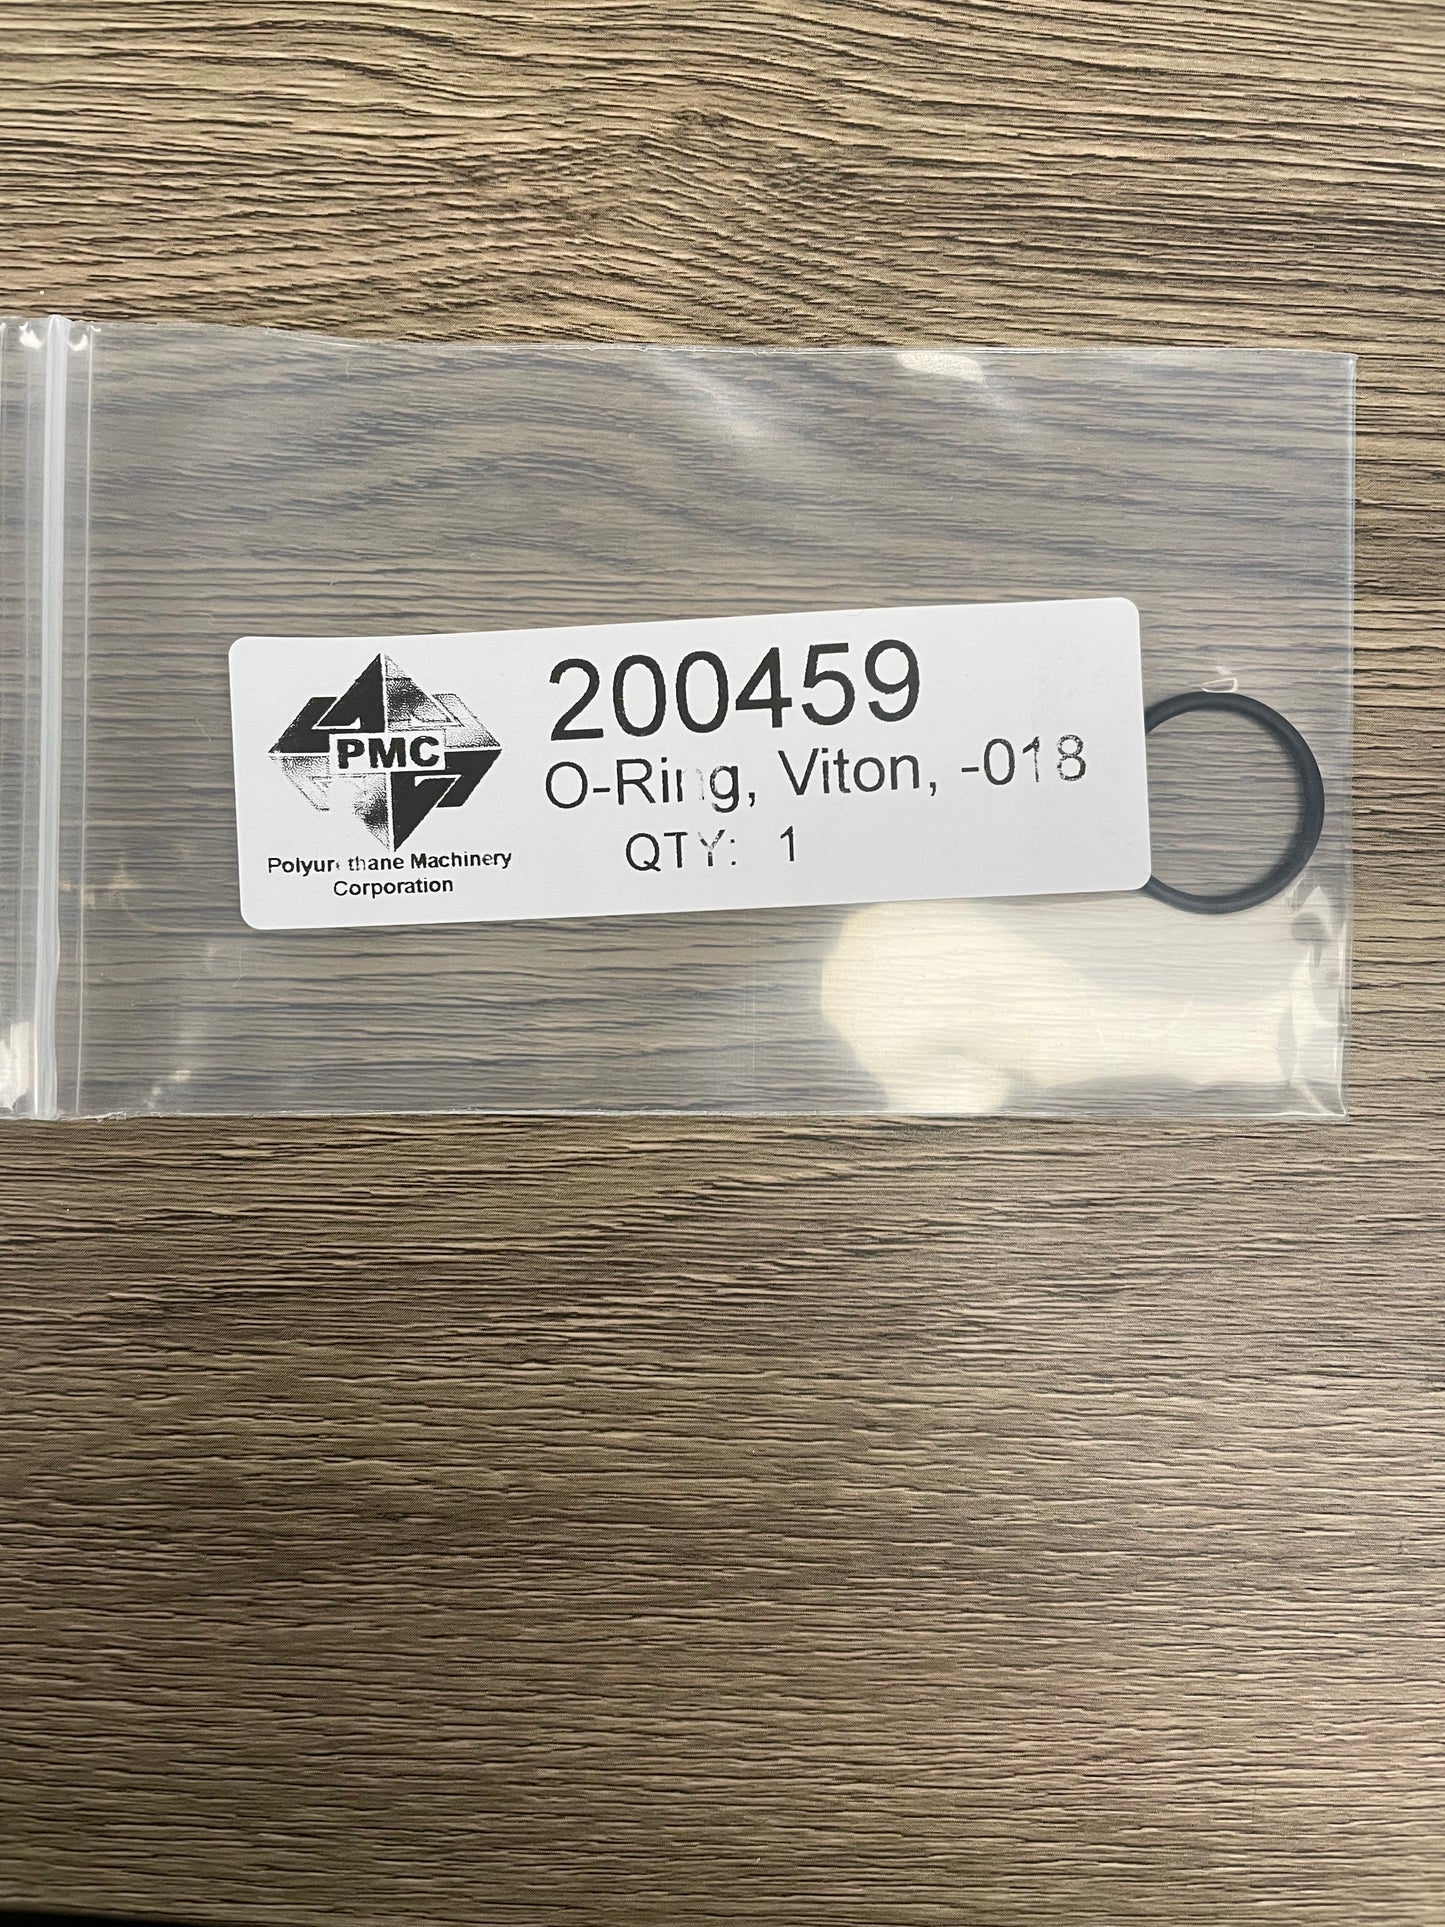 PMC
Polyurethane Machinery
Corporation
200459
O-Ring, Viton, -018
QTY: 1